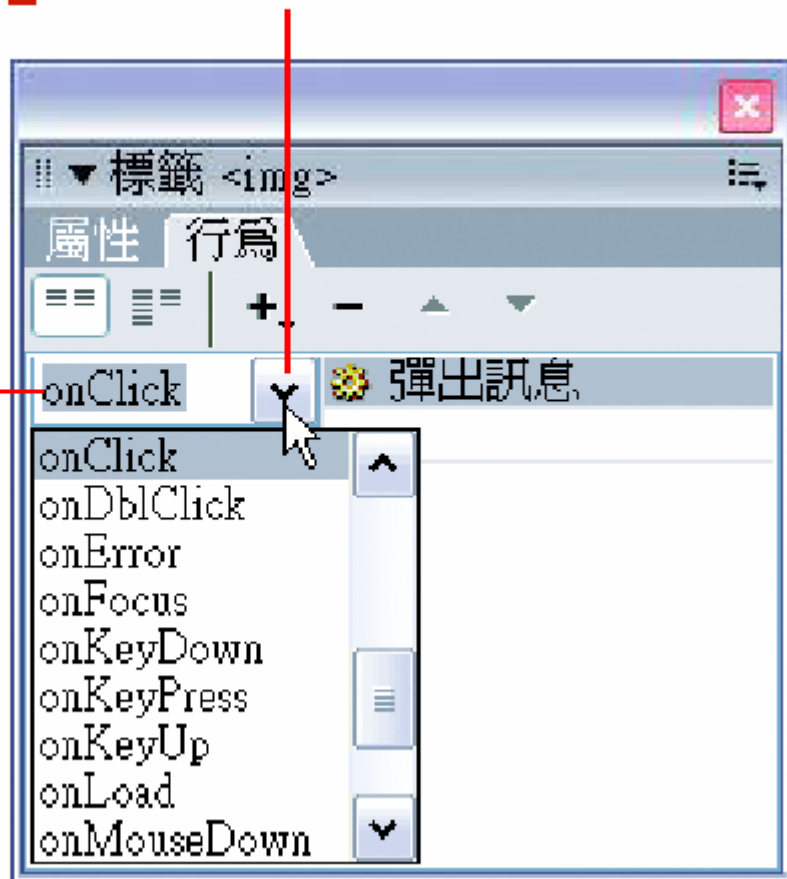 標籤 <img>
屬性 行為
onClick 彈出訊息
onClick
onDblClick
onError
onFocus
onKeyDown
onKeyPress
onKeyUp
onLoad
onMouseDown